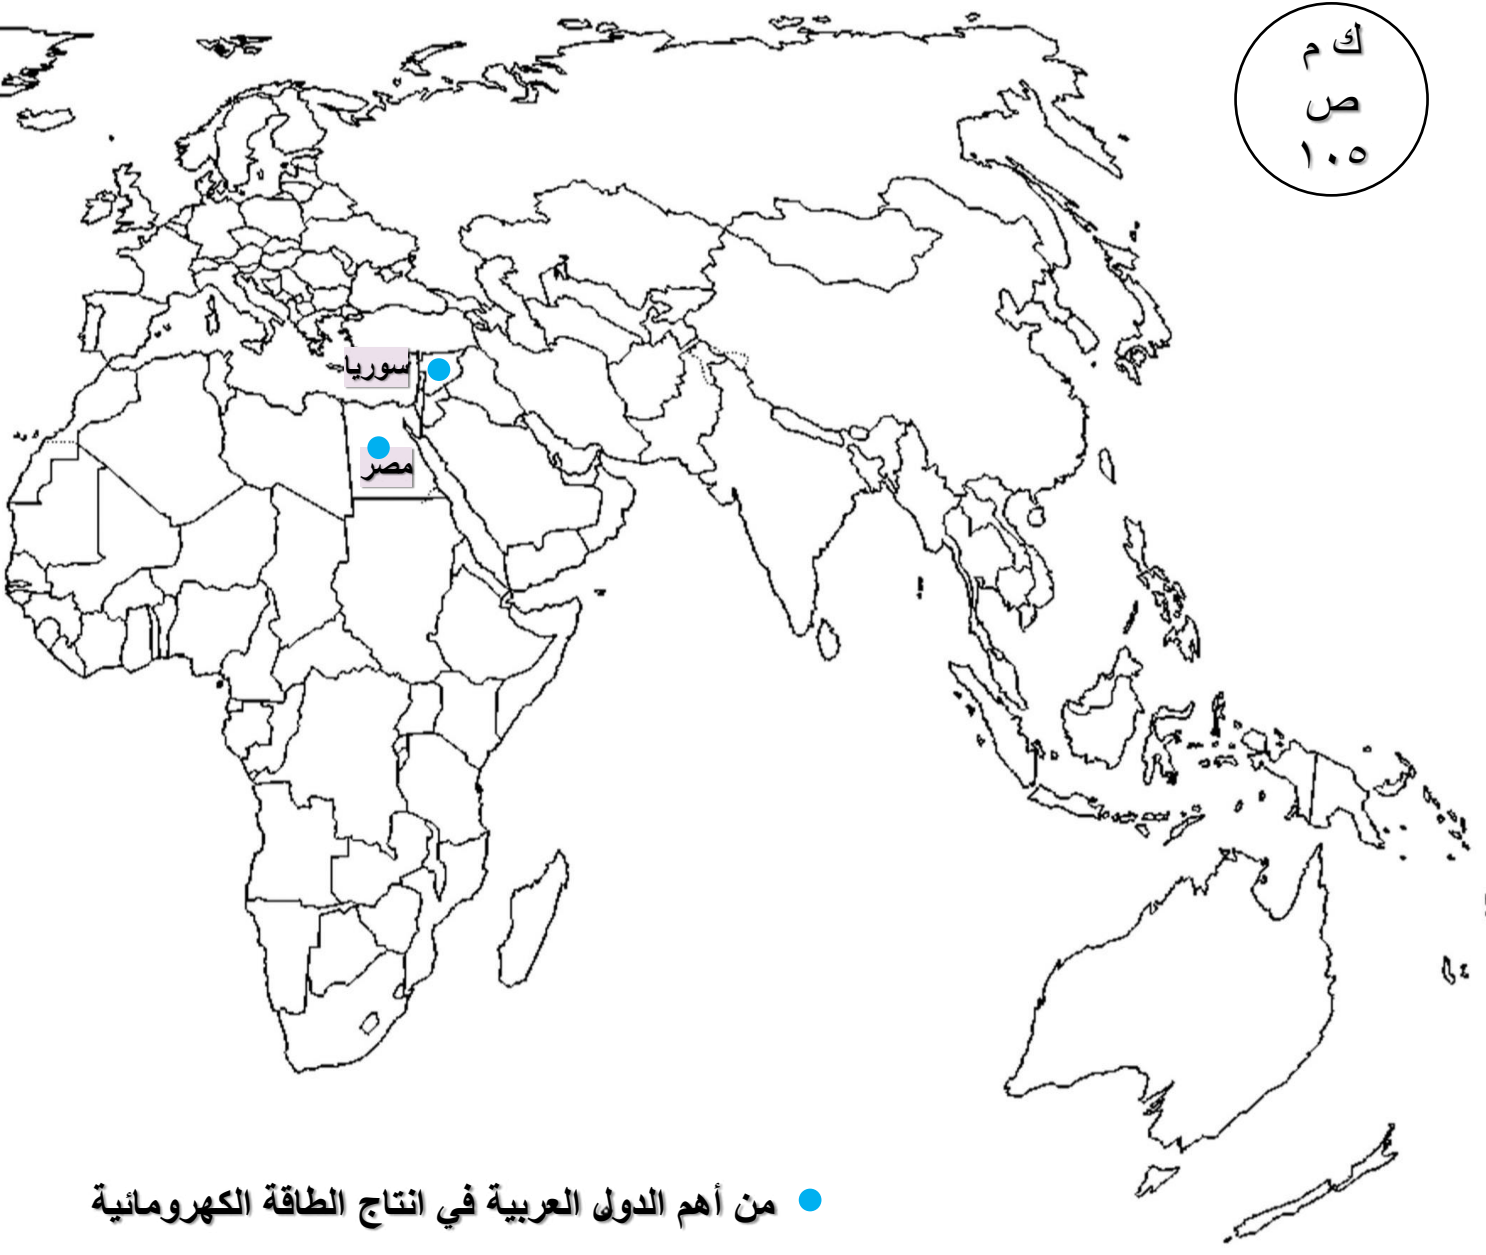 ك م
ص
١٠٥
سوريا
مصر
من أهم الدول العربية في انتاج الطاقة الكهرومائية